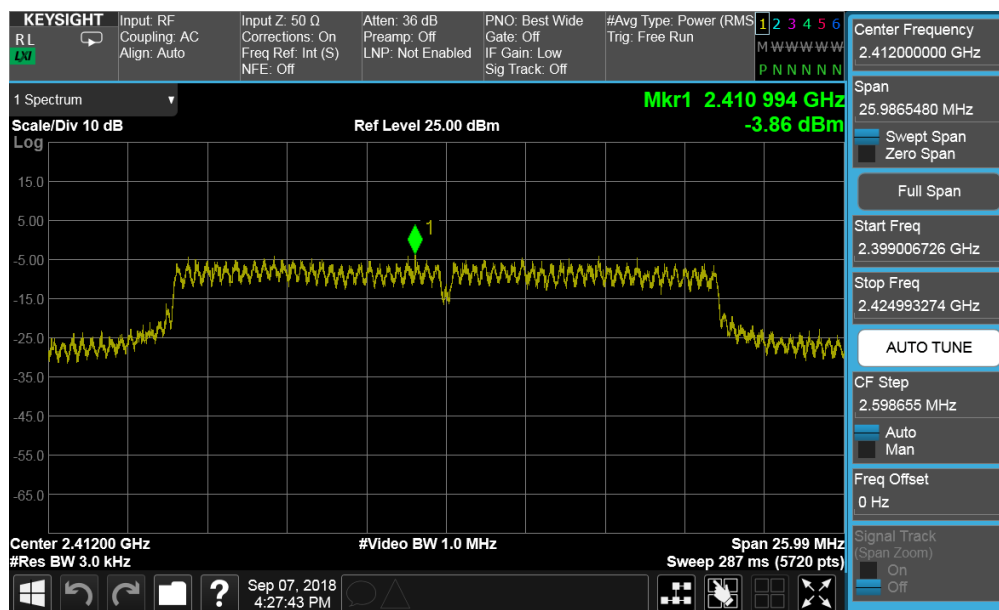 KEYSIGHT
R L
LXI
Input: RF
Coupling: AC
Align: Auto
Input Z: 50 Ω
Corrections: On
Freq Ref: Int (S)
NFE: Off
Atten: 36 dB
Preamp: Off
LNP: Not Enabled
PNO: Best Wide
Gate: Off
IF Gain: Low
Sig Track: Off
#Avg Type: Power (RMS
Trig: Free Run
1 2 3 4 5 6
M W W W W W
P N N N N N
1 Spectrum
Scale/Div 10 dB
Log
Ref Level 25.00 dBm
Mkr1 2.410 994 GHz
-3.86 dBm
15.0
5.00
-5.00
-15.0
-25.0
-35.0
-45.0
-55.0
-65.0
1
Center 2.41200 GHz
#Res BW 3.0 kHz
#Video BW 1.0 MHz
Span 25.99 MHz
Sweep 287 ms (5720 pts)
?
Sep 07, 2018
4:27:43 PM
Center Frequency
2.412000000 GHz
Span
25.9865480 MHz
Swept Span
Zero Span
Full Span
Start Freq
2.399006726 GHz
Stop Freq
2.424993274 GHz
AUTO TUNE
CF Step
2.598655 MHz
Auto
Man
Freq Offset
0 Hz
Signal Track
(Span Zoom)
On
Off